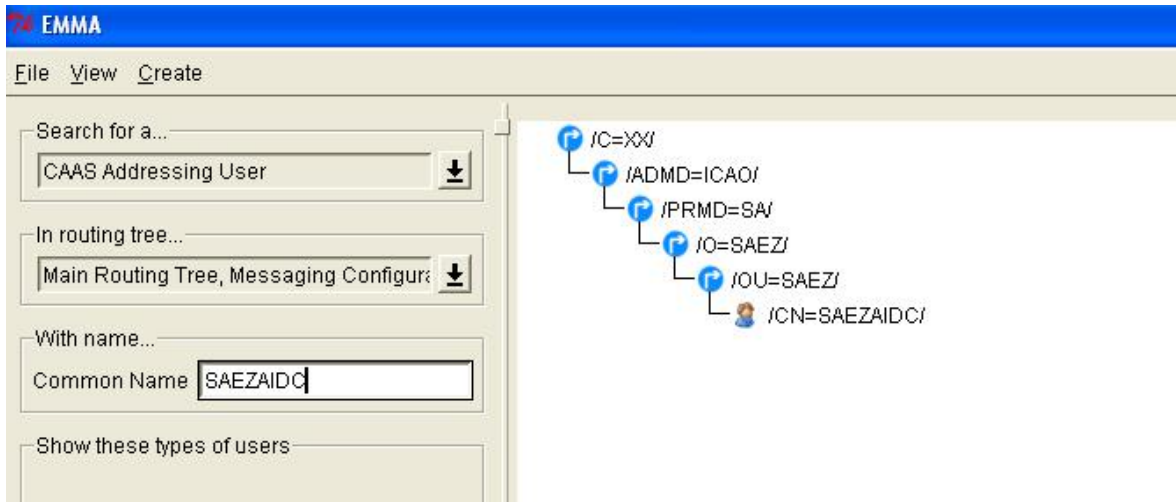 EMMA
File View Create
Search for a...
CAAS Addressing User
In routing tree...
Main Routing Tree, Messaging Configura
With name...
Common Name SAEZAIDC
Show these types of users
/C=XX/
/ADMD=ICAO/
/PRMD=SA/
/O=SAEZ/
/OU=SAEZ/
/CN=SAEZAIDC/